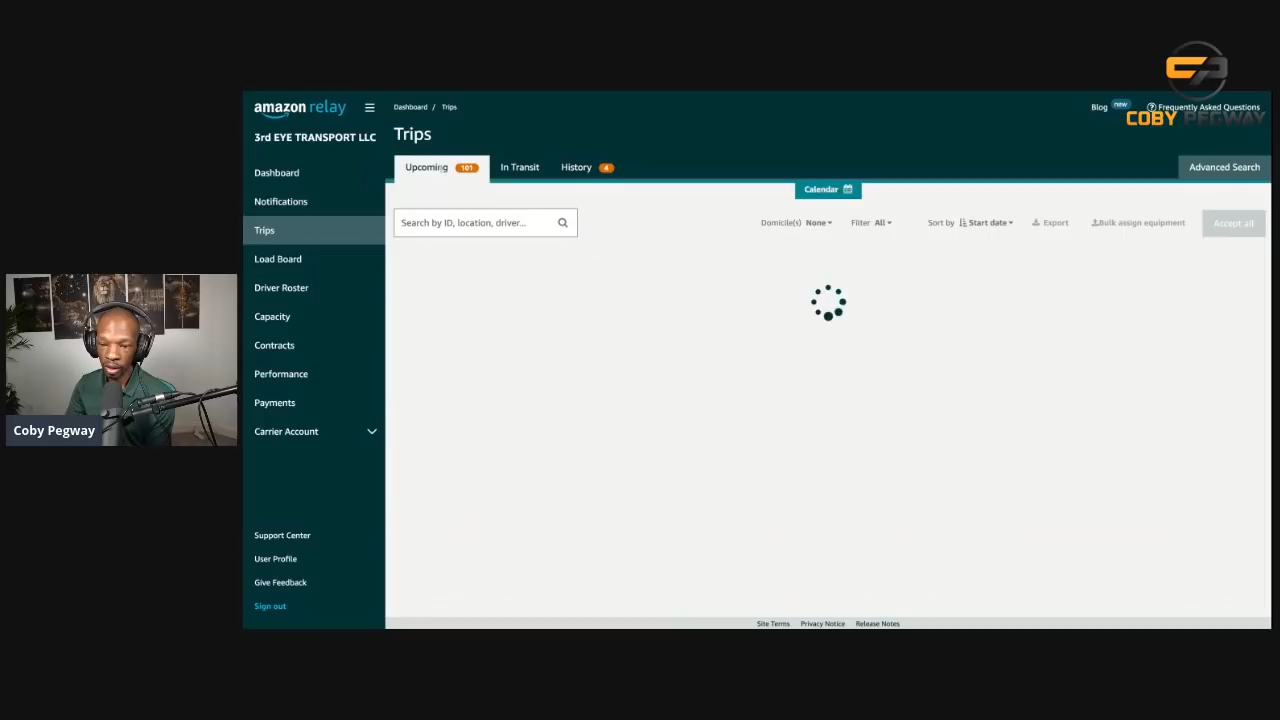 COBY PEGWAY
amazon relay
3rd EYE TRANSPORT LLC
Dashboard
Notifications
Trips
Load Board
Driver Roster
Capacity
Contracts
Performance
Payments
Carrier Account
Support Center
User Profile
Give Feedback
Sign out
Dashboard / Trips
Blog new Frequently Asked Questions
Trips
Upcoming 101 In Transit History 4 Advanced Search
Calendar
Search by ID, location, driver... Domicile(s) None Filter All Sort by Start date Export Bulk assign equipment Accept all
Site Terms Privacy Notice Release Notes
Coby Pegway